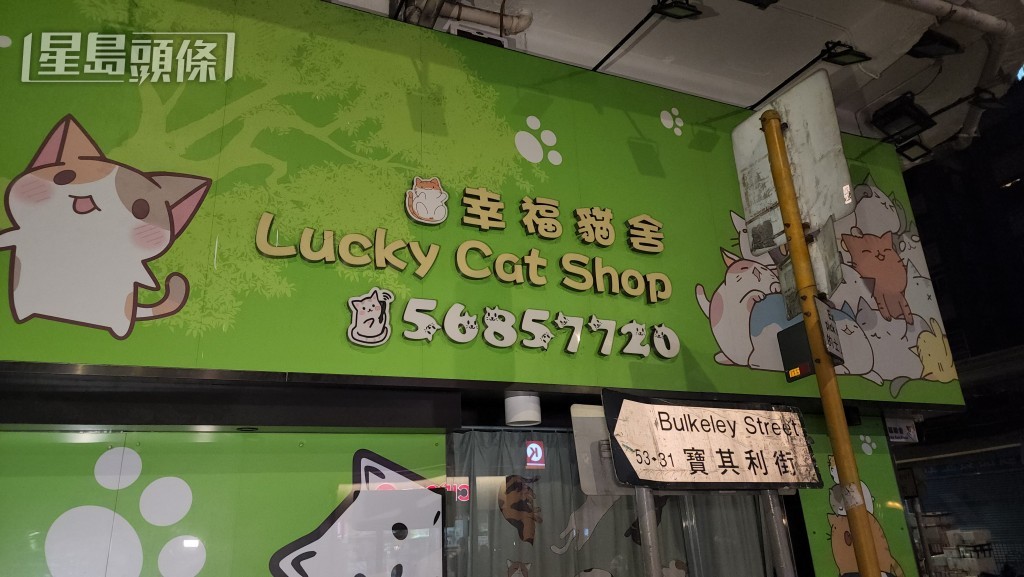 星島頭條
幸福貓舍
Lucky Cat Shop
56857720
Bulkeley Street
53-31 寶其利街